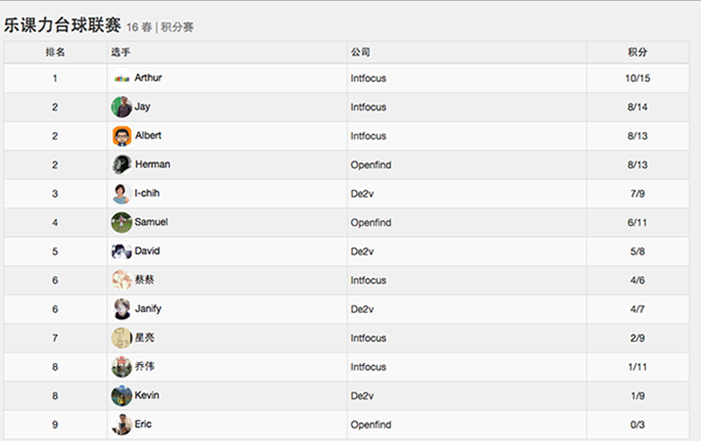 乐课力台球联赛 16 春 | 积分赛
排名 选手 公司 积分
1 Arthur Intfocus 10/15
2 Jay Intfocus 8/14
2 Albert Intfocus 8/13
2 Herman Openfind 8/13
3 I-chih De2v 7/9
4 Samuel Openfind 6/11
5 David De2v 5/8
6 蔡蔡 Intfocus 4/6
6 Janify De2v 4/7
7 星亮 Intfocus 2/9
8 乔伟 Intfocus 1/11
8 Kevin De2v 1/9
9 Eric Openfind 0/3